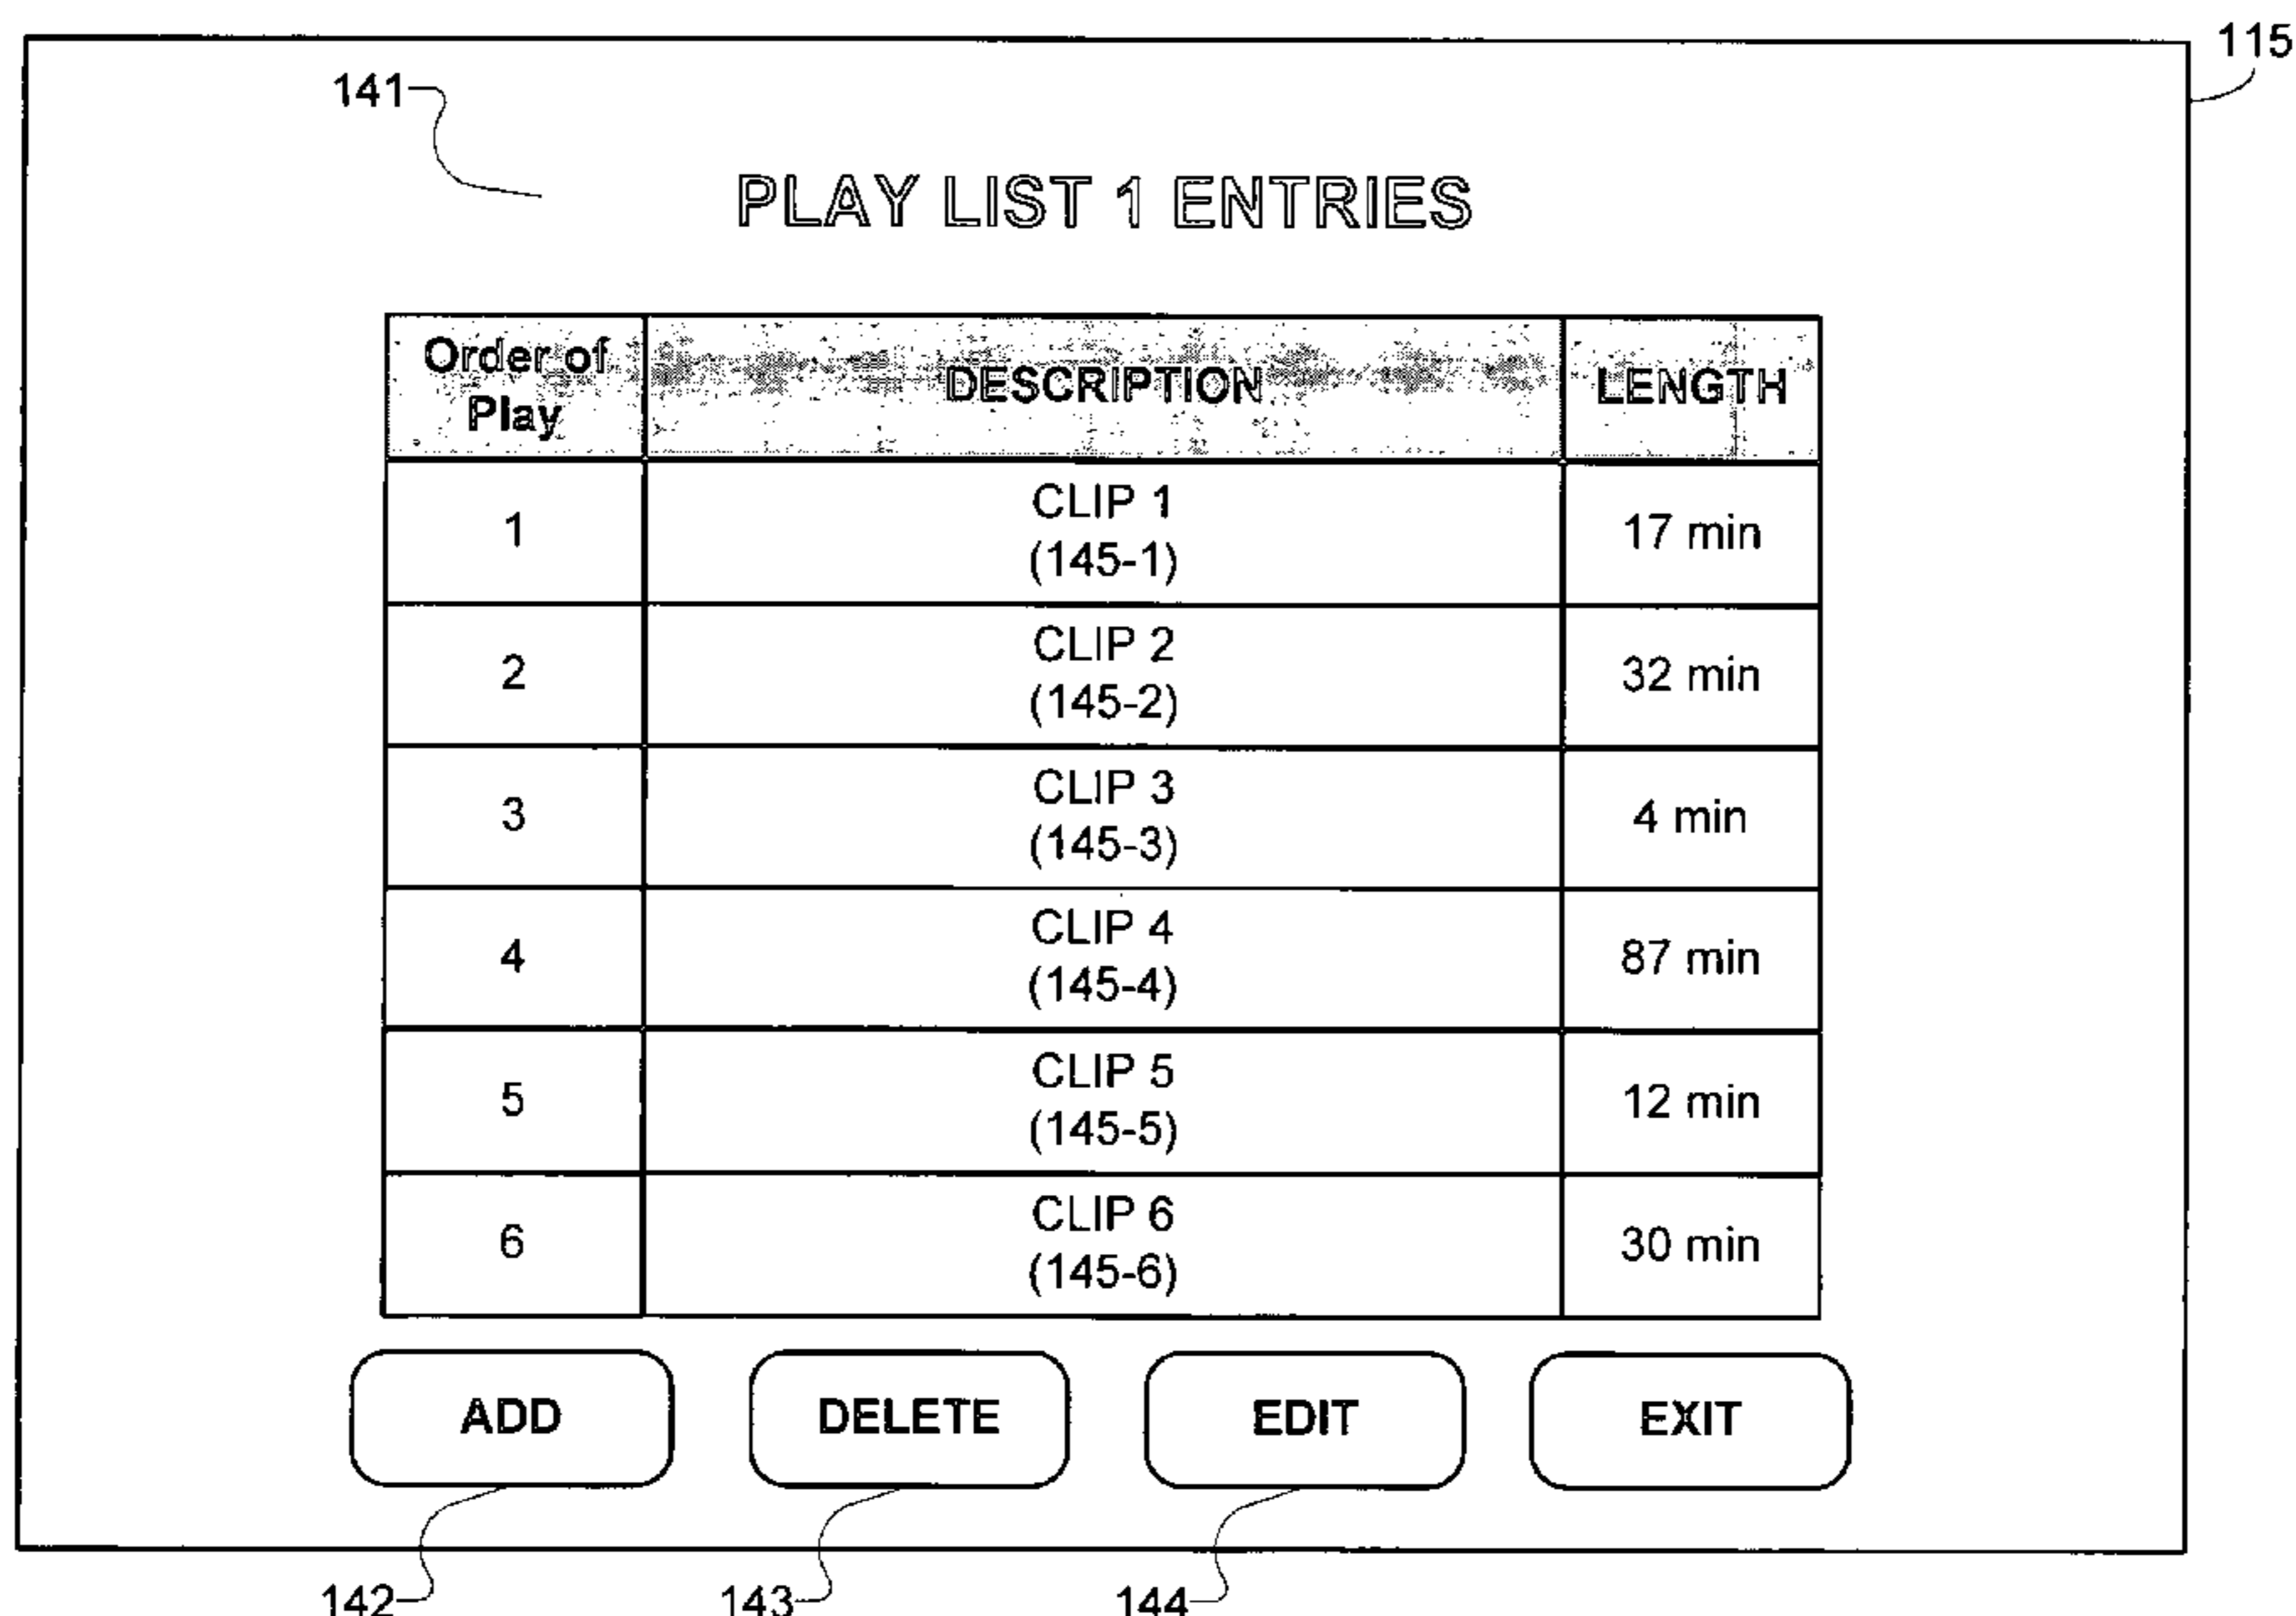 115
141
PLAY LIST 1 ENTRIES
Order of Play DESCRIPTION LENGTH
1 CLIP 1 (145-1) 17 min
2 CLIP 2 (145-2) 32 min
3 CLIP 3 (145-3) 4 min
4 CLIP 4 (145-4) 87 min
5 CLIP 5 (145-5) 12 min
6 CLIP 6 (145-6) 30 min
ADD DELETE EDIT EXIT
142 143 144